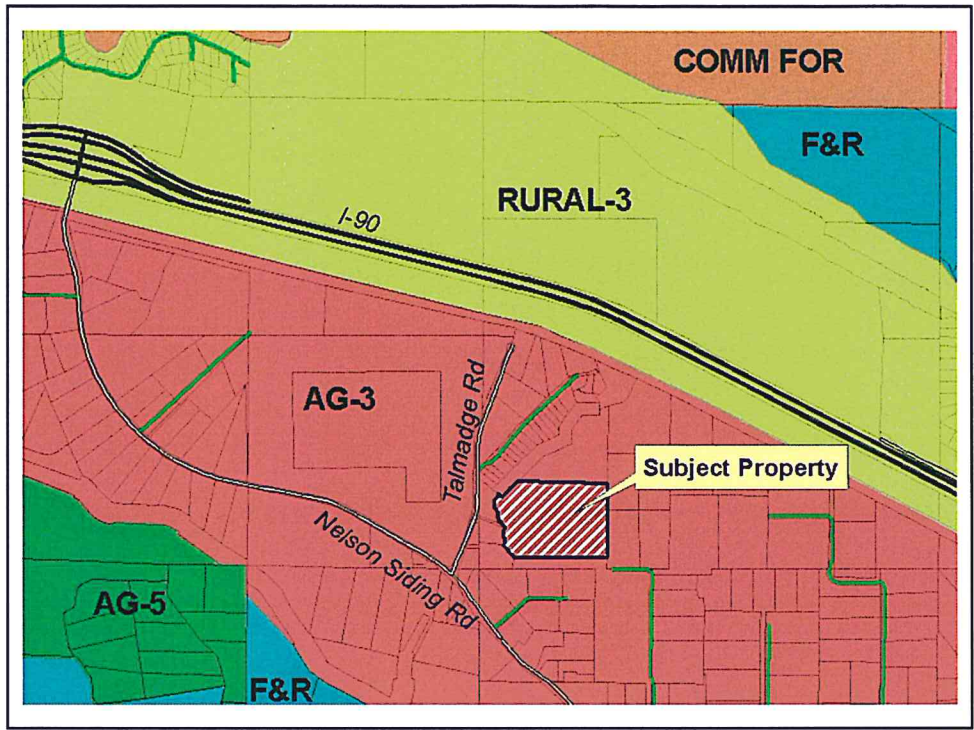 COMM FOR
F&R
RURAL-3
I-90
AG-3
Talmadge Rd
Subject Property
Nelson Siding Rd
AG-5
F&R